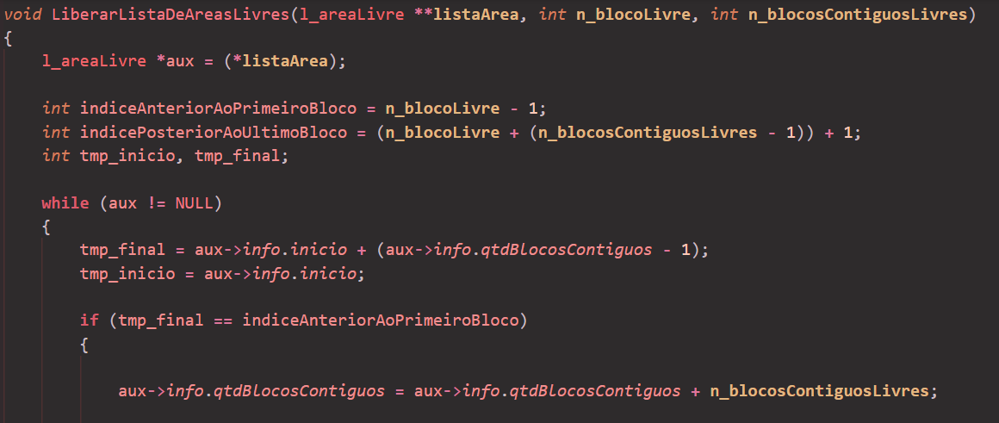 void LiberarListaDeAreasLivres(l_areaLivre **listaArea, int n_blocoLivre, int n_blocosContiguosLivres)
{
l_areaLivre *aux = (*listaArea);
int indiceAnteriorAoPrimeiroBloco = n_blocoLivre - 1;
int indicePosteriorAoUltimoBloco = (n_blocoLivre + (n_blocosContiguosLivres - 1)) + 1;
int tmp_inicio, tmp_final;
while (aux != NULL)
{
tmp_final = aux->info.inicio + (aux->info.qtdBlocosContiguos - 1);
tmp_inicio = aux->info.inicio;
if (tmp_final == indiceAnteriorAoPrimeiroBloco)
{
aux->info.qtdBlocosContiguos = aux->info.qtdBlocosContiguos + n_blocosContiguosLivres;